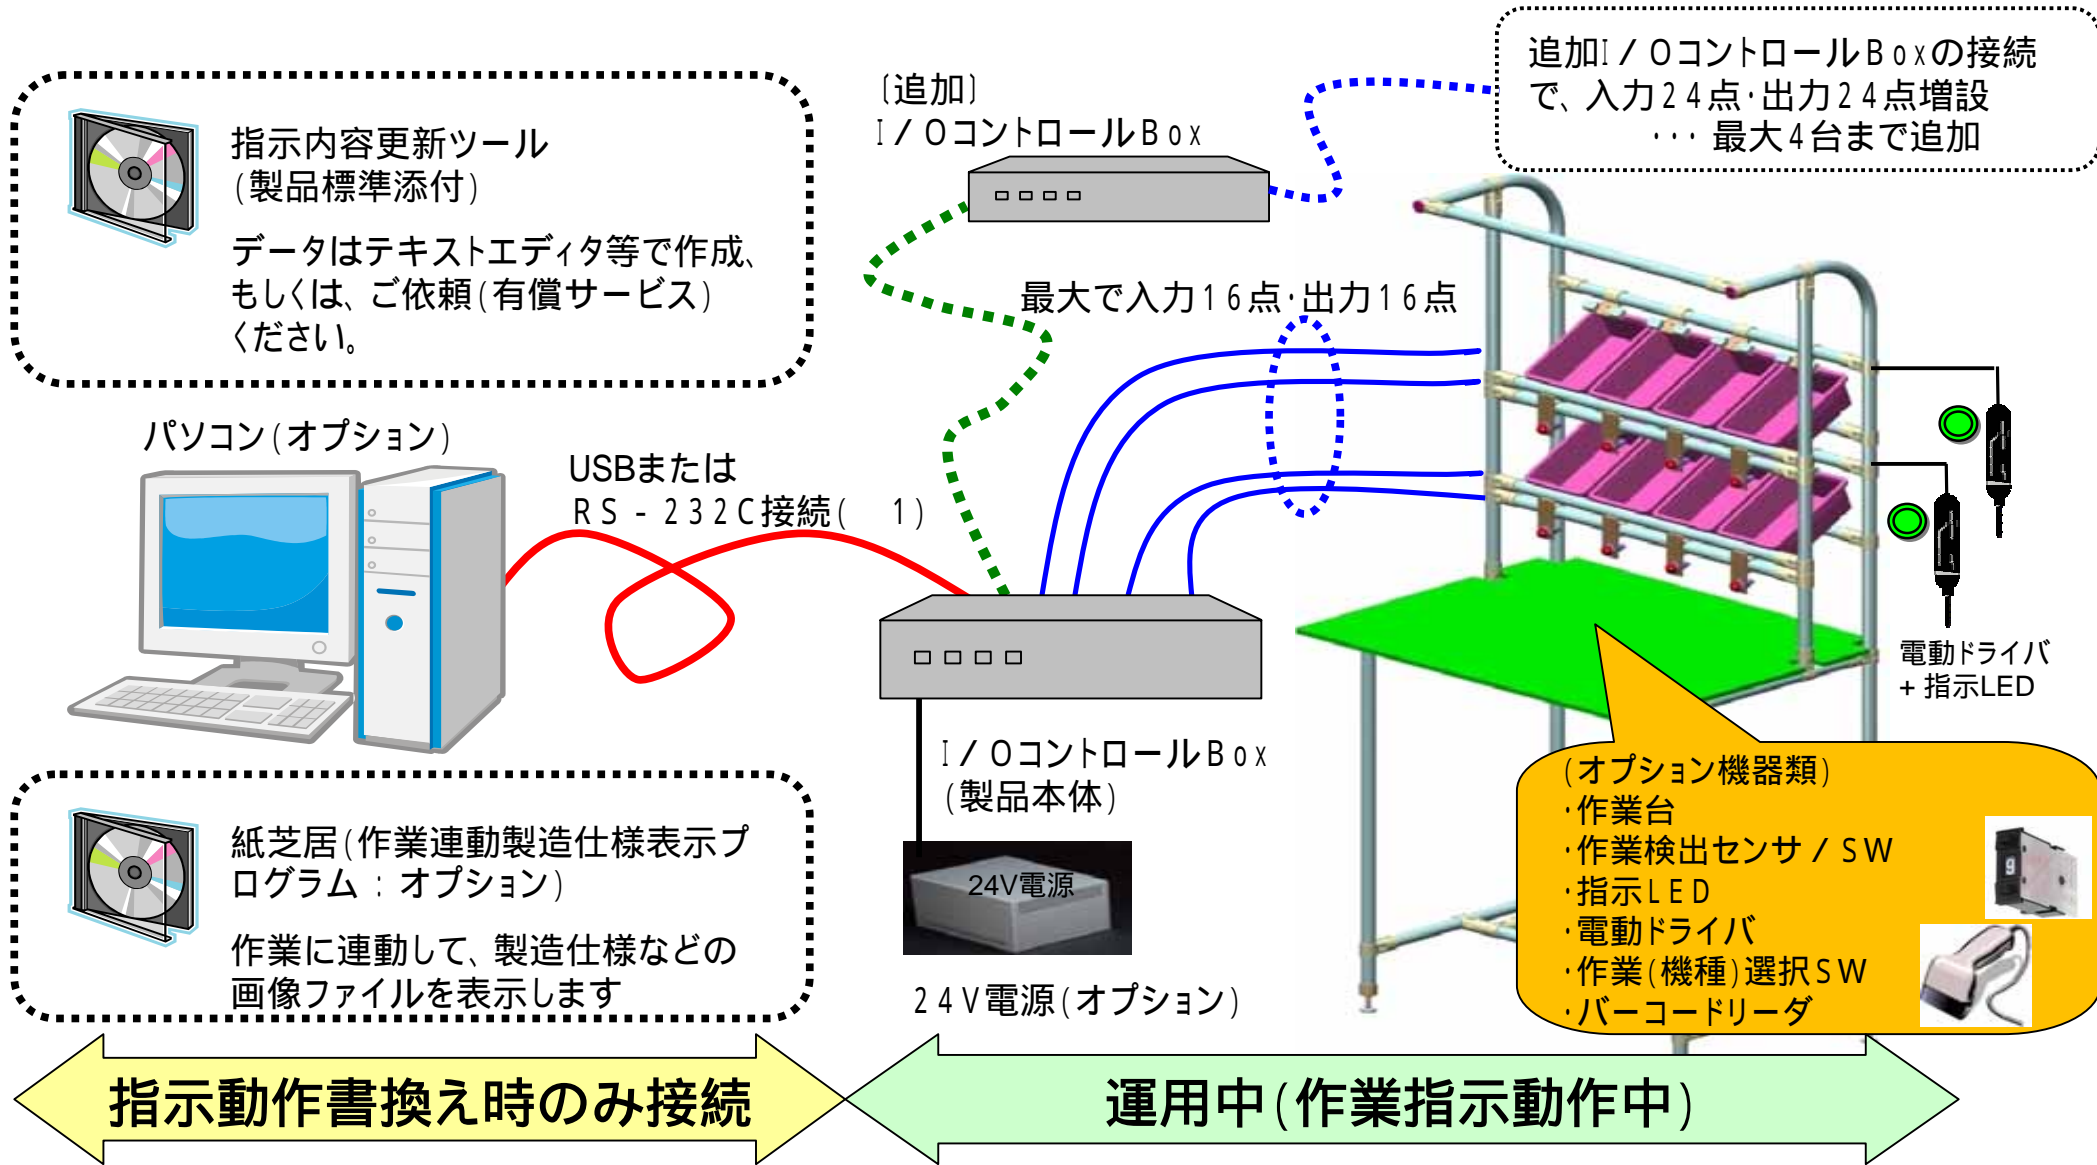 指示内容更新ツール
(製品標準添付)
データはテキストエディタ等で作成、
もしくは、ご依頼(有償サービス)
ください。
〔追加〕
I／OコントロールBox
追加I／OコントロールBoxの接続
で、入力24点・出力24点増設
・・・ 最大4台まで追加
最大で入力16点・出力16点
パソコン(オプション)
USBまたは
RS-232C接続(　1)
電動ドライバ
+ 指示LED
I／OコントロールBox
(製品本体)
24V電源
24V電源(オプション)
紙芝居(作業連動製造仕様表示プ
ログラム：オプション)
作業に連動して、製造仕様などの
画像ファイルを表示します
(オプション機器類)
・作業台
・作業検出センサ／SW
・指示LED
・電動ドライバ
・作業(機種)選択SW
・バーコードリーダ
9
指示動作書換え時のみ接続
運用中(作業指示動作中)